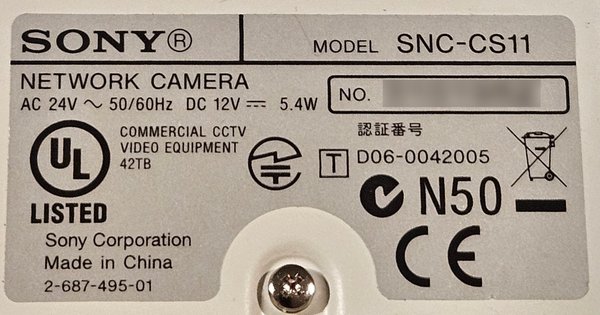 SONY®
MODEL SNC-CS11
NETWORK CAMERA
AC 24V ～ 50/60Hz DC 12V ⎓ 5.4W
NO.
UL
LISTED
COMMERCIAL CCTV
VIDEO EQUIPMENT
42TB
認証番号
T D06-0042005
N50
CE
Sony Corporation
Made in China
2-687-495-01